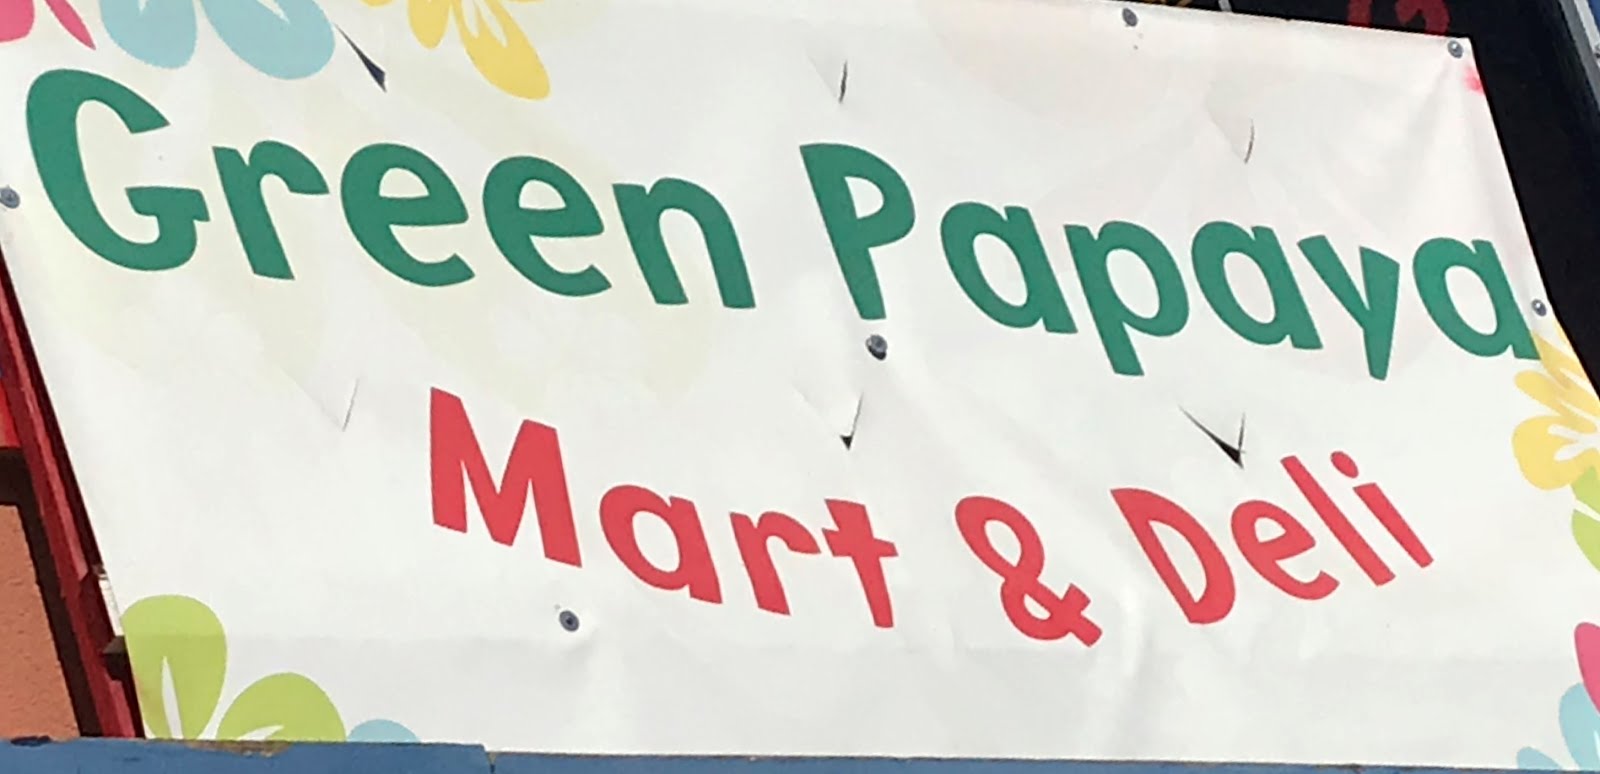 Green Papaya
Mart & Deli